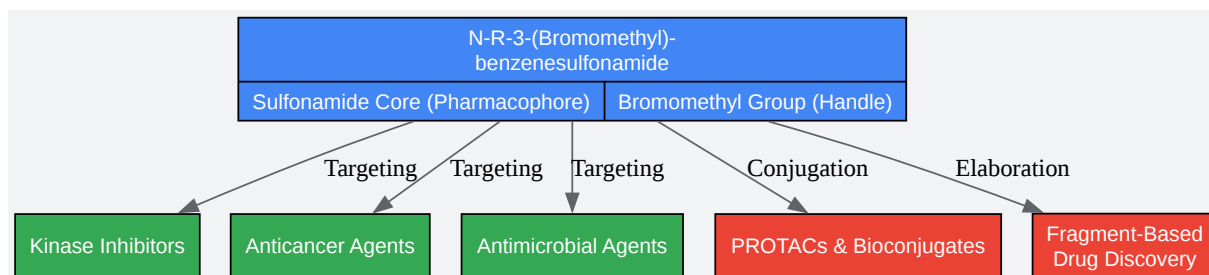 N-R-3-(Bromomethyl)-
benzenesulfonamide
Sulfonamide Core (Pharmacophore)
Bromomethyl Group (Handle)
Targeting
Targeting
Targeting
Conjugation
Elaboration
Kinase Inhibitors
Anticancer Agents
Antimicrobial Agents
PROTACs & Bioconjugates
Fragment-Based
Drug Discovery